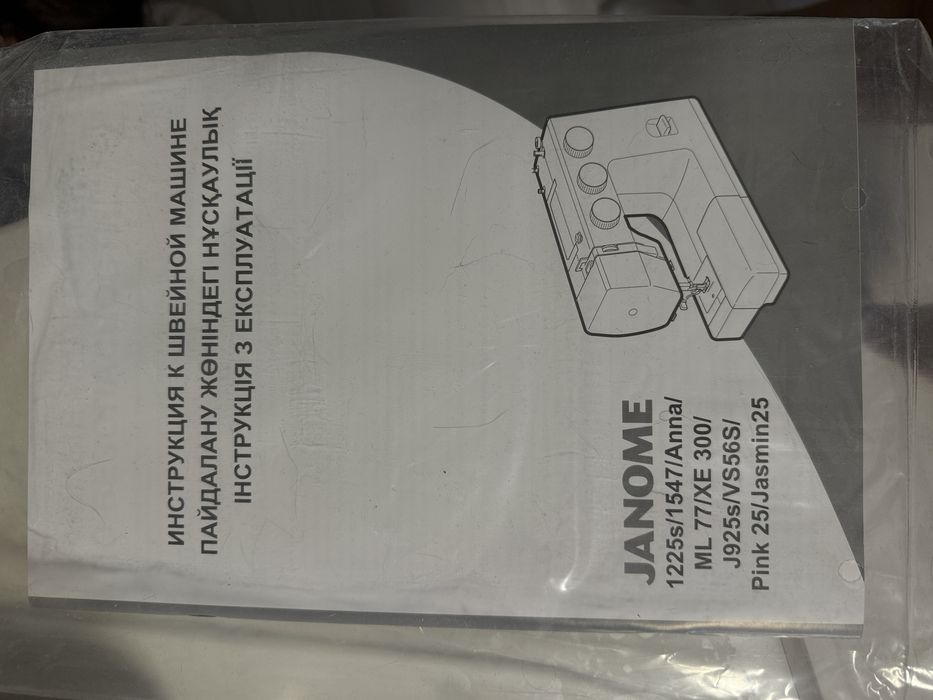 ИНСТРУКЦИЯ К ШВЕЙНОЙ МАШИНЕ
ПАЙДАЛАНУ ЖӨНІНДЕГІ НҰСҚАУЛЫҚ
ІНСТРУКЦІЯ З ЕКСПЛУАТАЦІЇ
JANOME
1225s/1547/Anna/
ML 77/XE 300/
J925s/VS56S/
Pink 25/Jasmin25